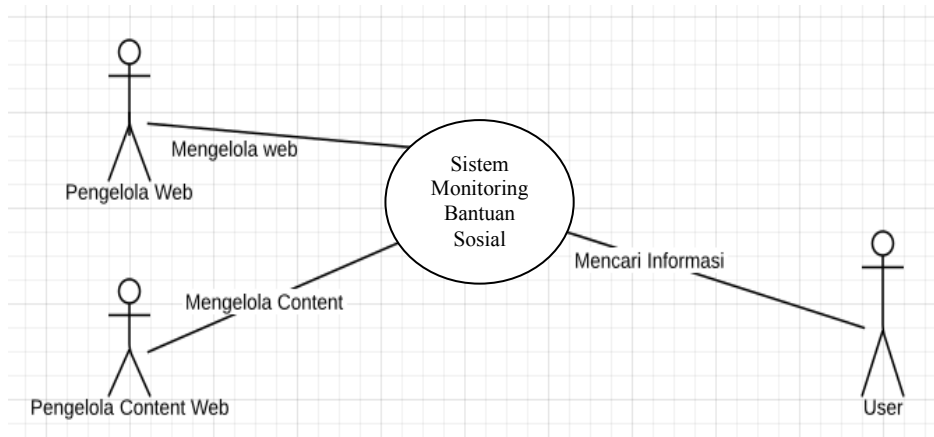 Mengelola web
Pengelola Web
Sistem
Monitoring
Bantuan
Sosial
Mencari Informasi
Mengelola Content
Pengelola Content Web
User